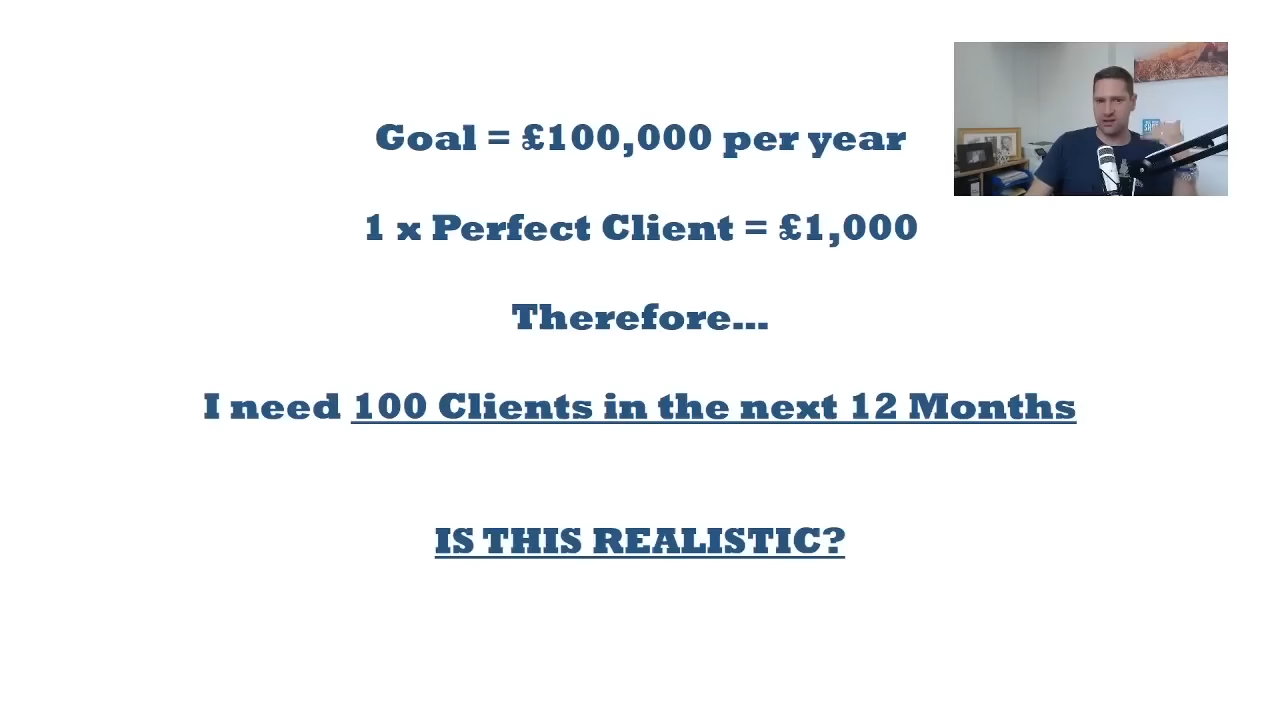 Goal = £100,000 per year
1 x Perfect Client = £1,000
Therefore...
I need 100 Clients in the next 12 Months
IS THIS REALISTIC?